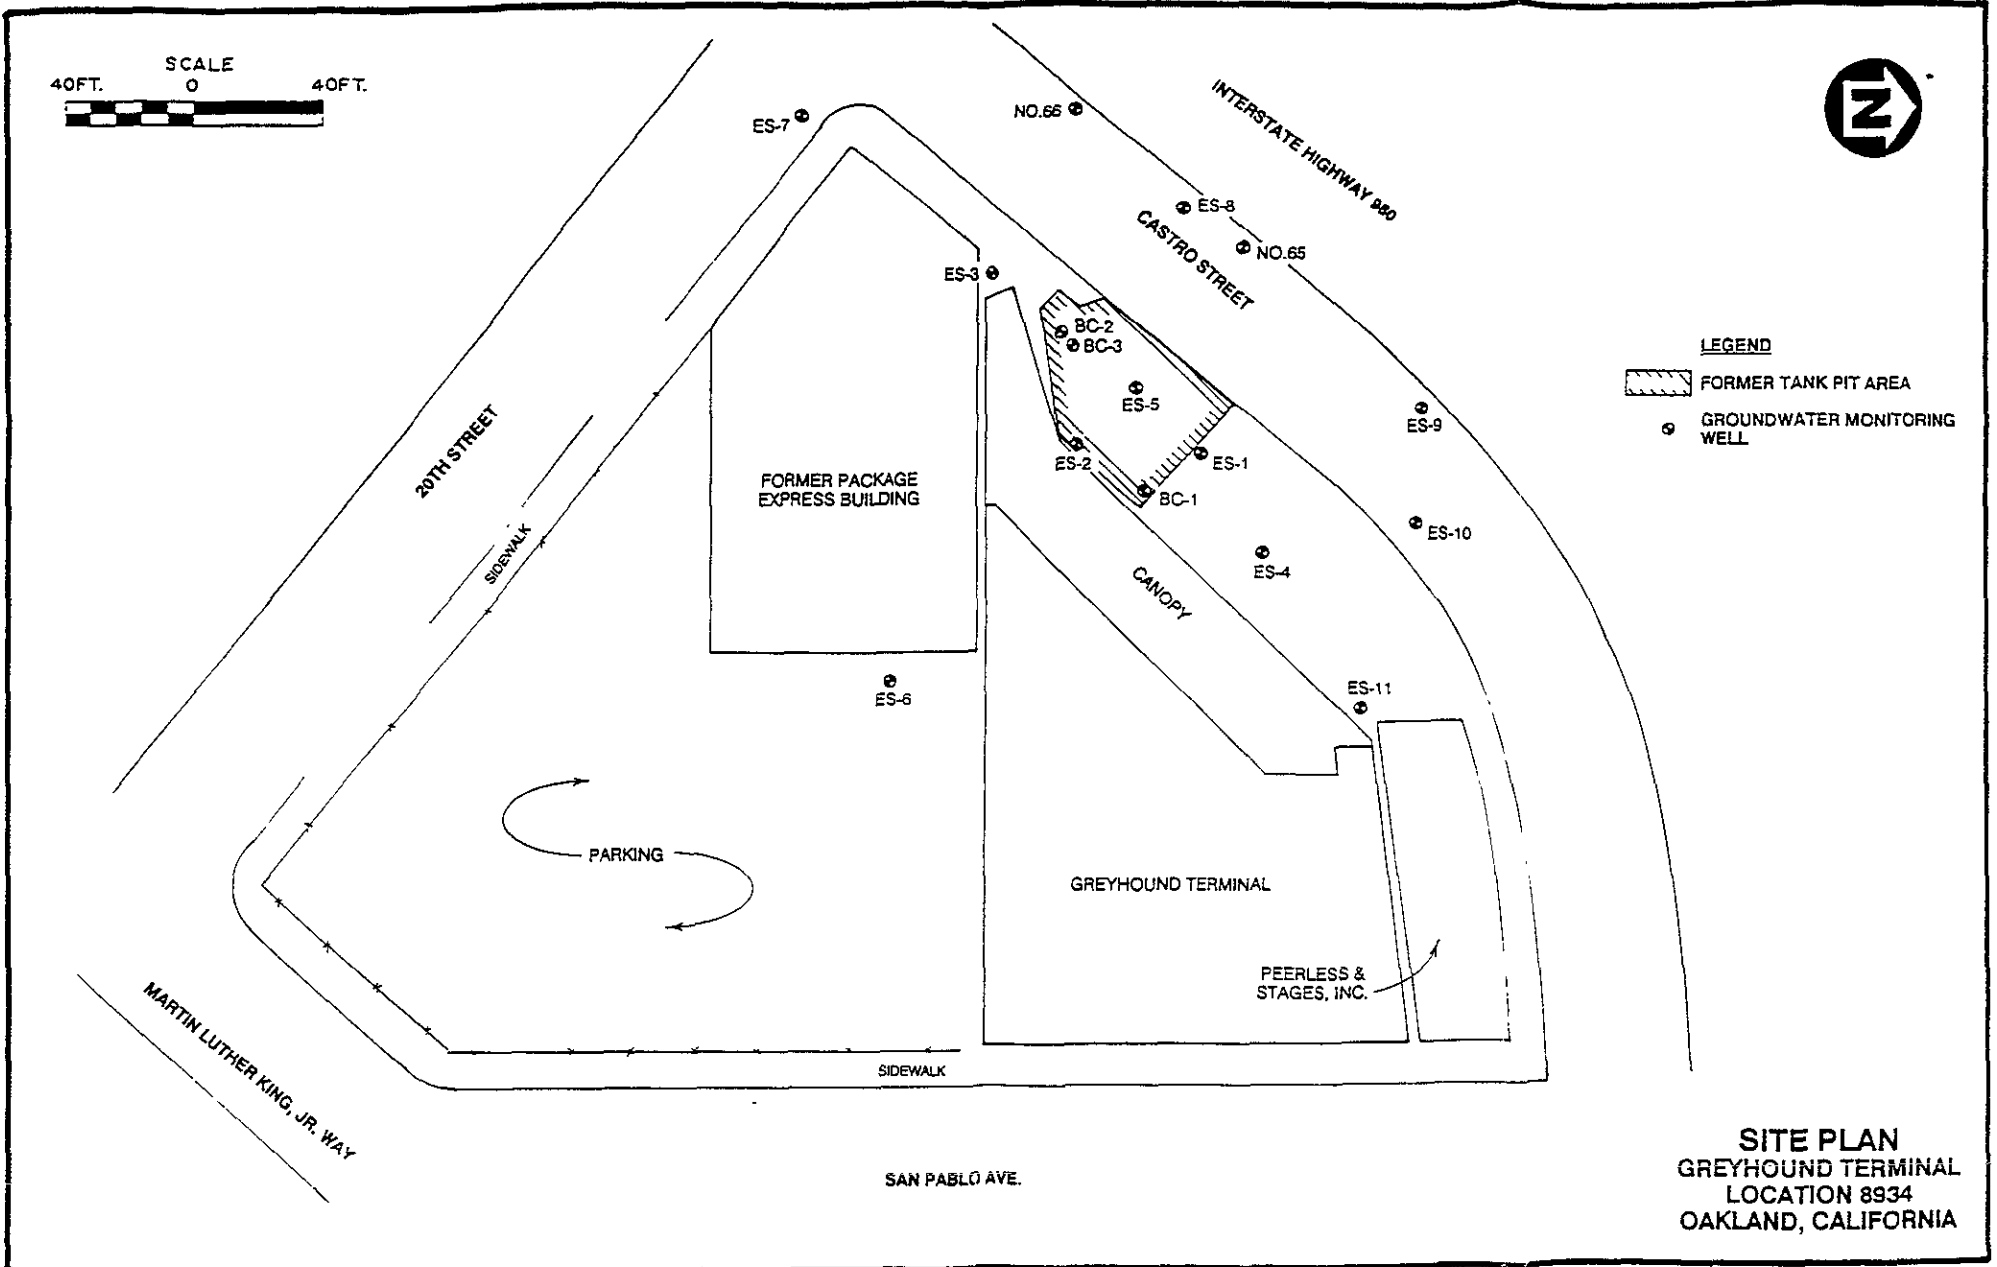 SCALE
40FT. 0 40FT.
N
INTERSTATE HIGHWAY 980
ES-7
NO.66
ES-8
CASTRO STREET
NO.65
ES-3
BC-2
BC-3
LEGEND
FORMER TANK PIT AREA
GROUNDWATER MONITORING
WELL
ES-5
ES-9
20TH STREET
ES-2
ES-1
FORMER PACKAGE
EXPRESS BUILDING
BC-1
SIDEWALK
ES-10
ES-4
CANOPY
ES-6
ES-11
PARKING
GREYHOUND TERMINAL
PEERLESS &
STAGES, INC.
MARTIN LUTHER KING, JR. WAY
SIDEWALK
SAN PABLO AVE.
SITE PLAN
GREYHOUND TERMINAL
LOCATION 8934
OAKLAND, CALIFORNIA